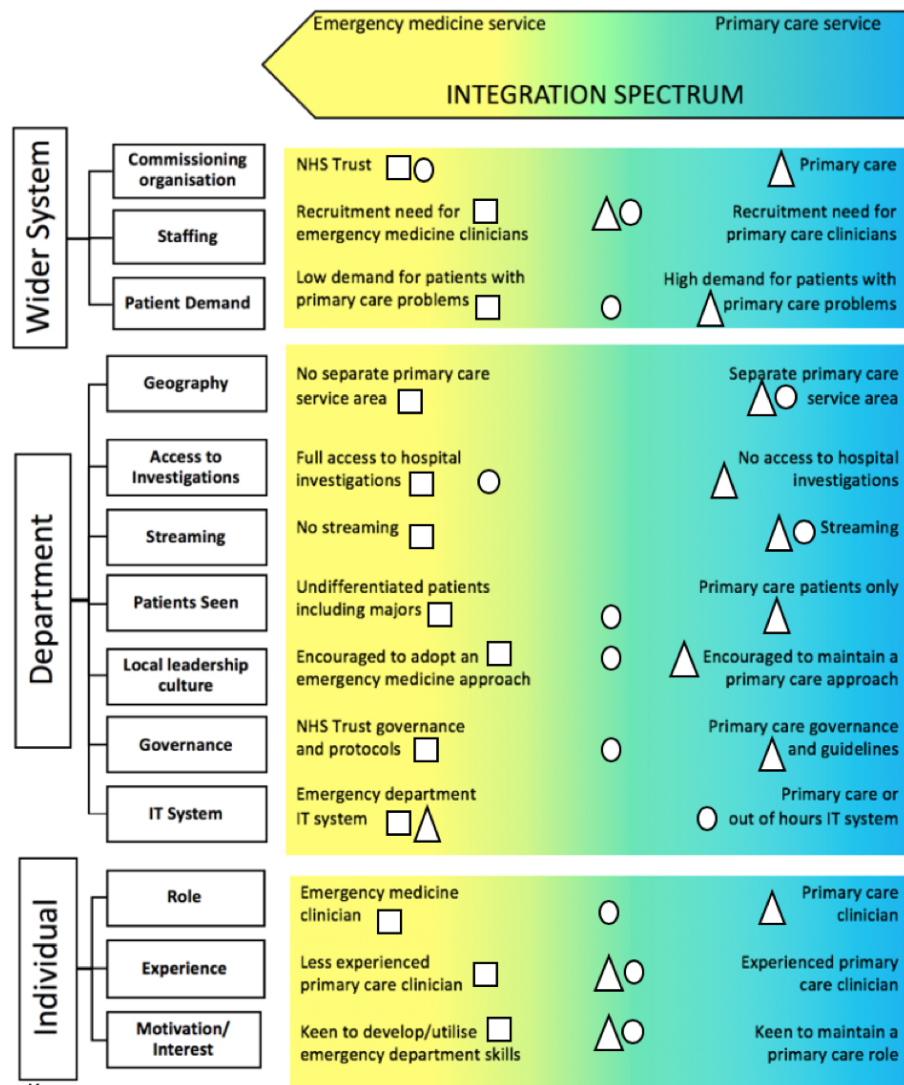 Emergency medicine service
Primary care service
INTEGRATION SPECTRUM
Wider System
Commissioning
organisation
NHS Trust
Primary care
Staffing
Recruitment need for
emergency medicine clinicians
Recruitment need for
primary care clinicians
Patient Demand
Low demand for patients with
primary care problems
High demand for patients with
primary care problems
Department
Geography
No separate primary care
service area
Separate primary care
service area
Access to
Investigations
Full access to hospital
investigations
No access to hospital
investigations
Streaming
No streaming
Streaming
Patients Seen
Undifferentiated patients
including majors
Primary care patients only
Local leadership
culture
Encouraged to adopt an
emergency medicine approach
Encouraged to maintain a
primary care approach
Governance
NHS Trust governance
and protocols
Primary care governance
and guidelines
IT System
Emergency department
IT system
Primary care or
out of hours IT system
Individual
Role
Emergency medicine
clinician
Primary care
clinician
Experience
Less experienced
primary care clinician
Experienced primary
care clinician
Motivation/
Interest
Keen to develop/utilise
emergency department skills
Keen to maintain a
primary care role